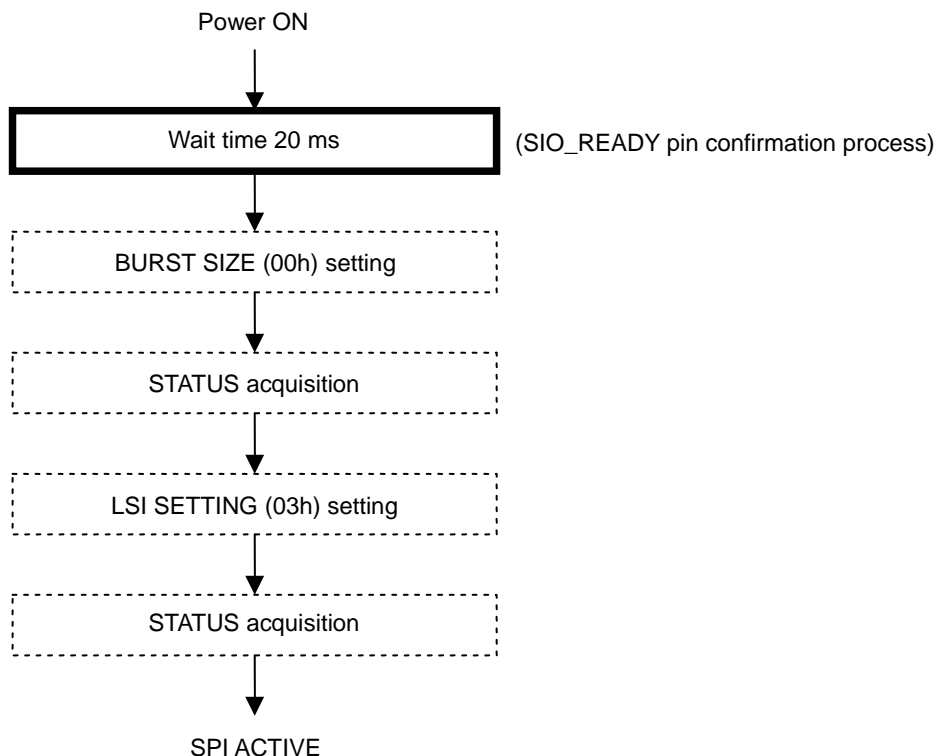 Power ON
Wait time 20 ms
(SIO_READY pin confirmation process)
BURST SIZE (00h) setting
STATUS acquisition
LSI SETTING (03h) setting
STATUS acquisition
SPI ACTIVE